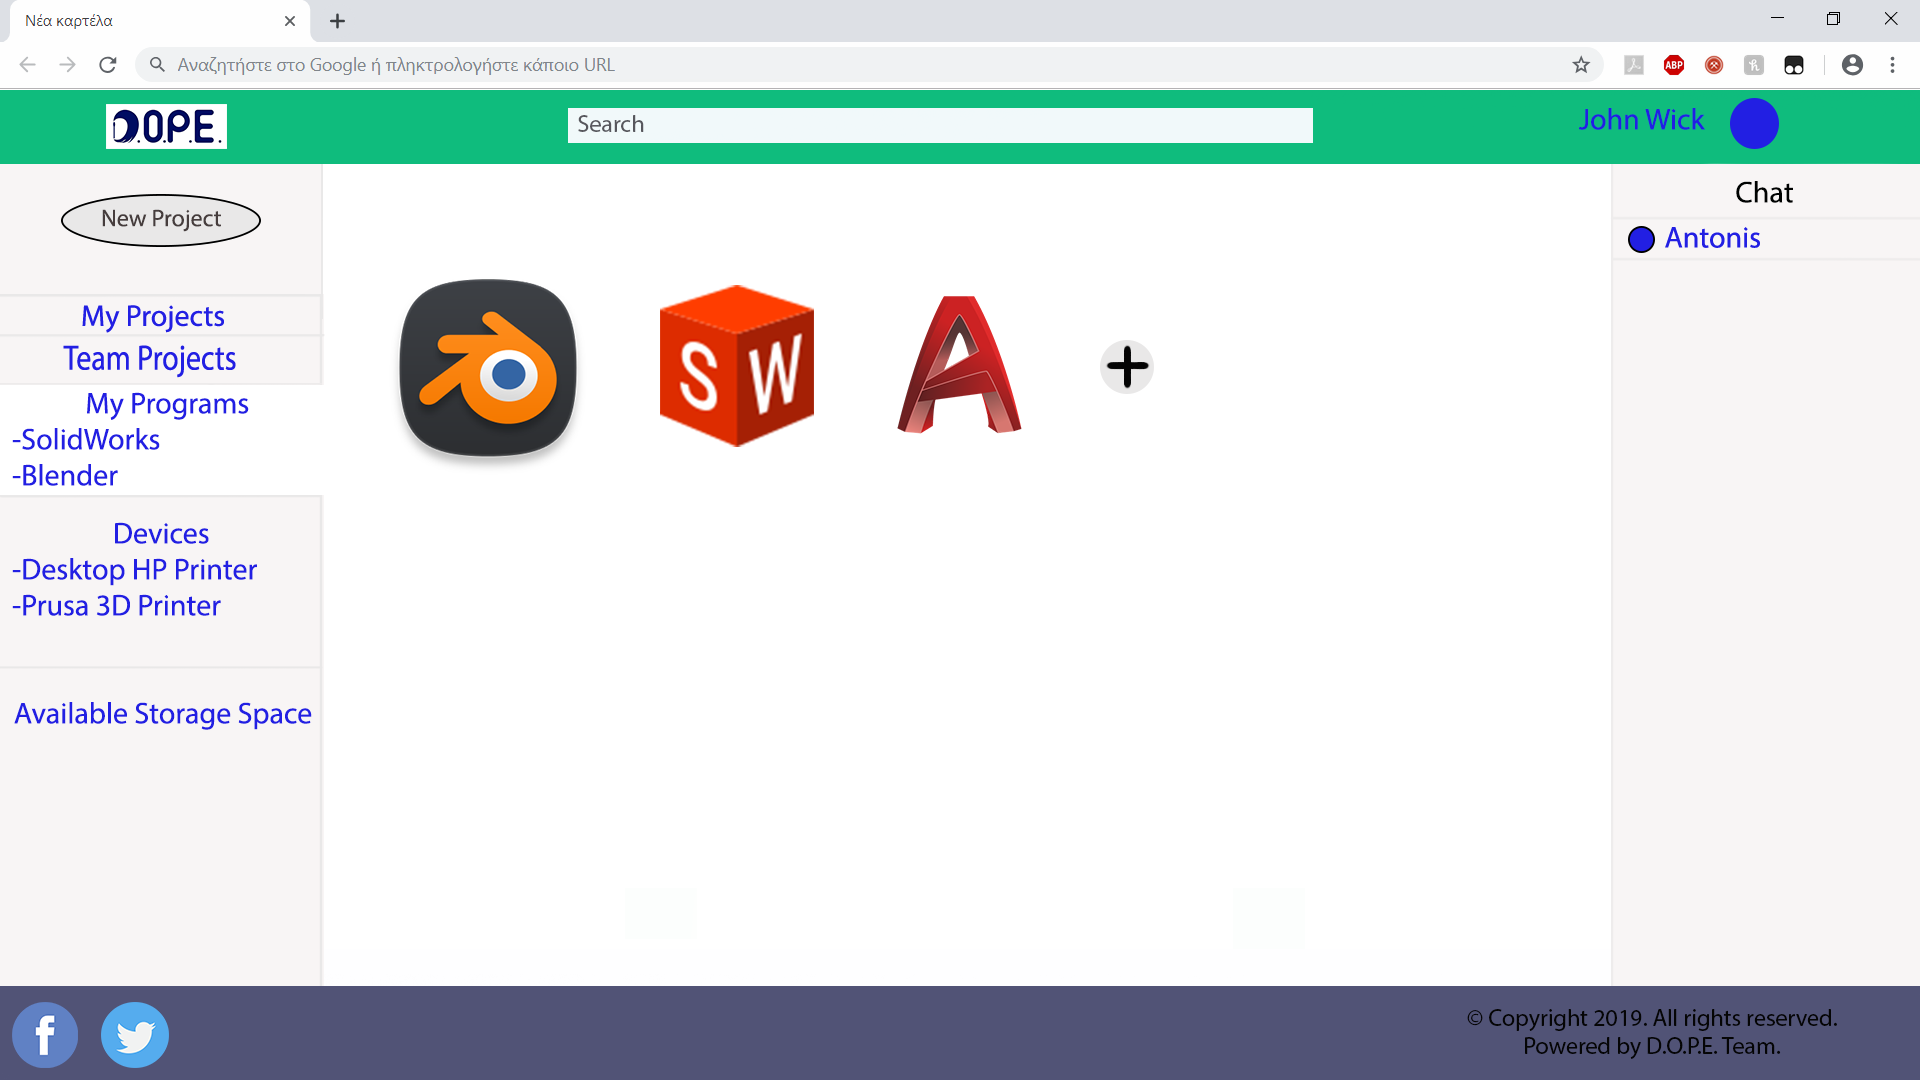 Νέα καρτέλα
Αναζητήστε στο Google ή πληκτρολογήστε κάποιο URL
ABP
D.O.P.E.
Search
John Wick
New Project
My Projects
Team Projects
My Programs
-SolidWorks
-Blender
Devices
-Desktop HP Printer
-Prusa 3D Printer
Available Storage Space
S W
Chat
Antonis
© Copyright 2019. All rights reserved.
Powered by D.O.P.E. Team.